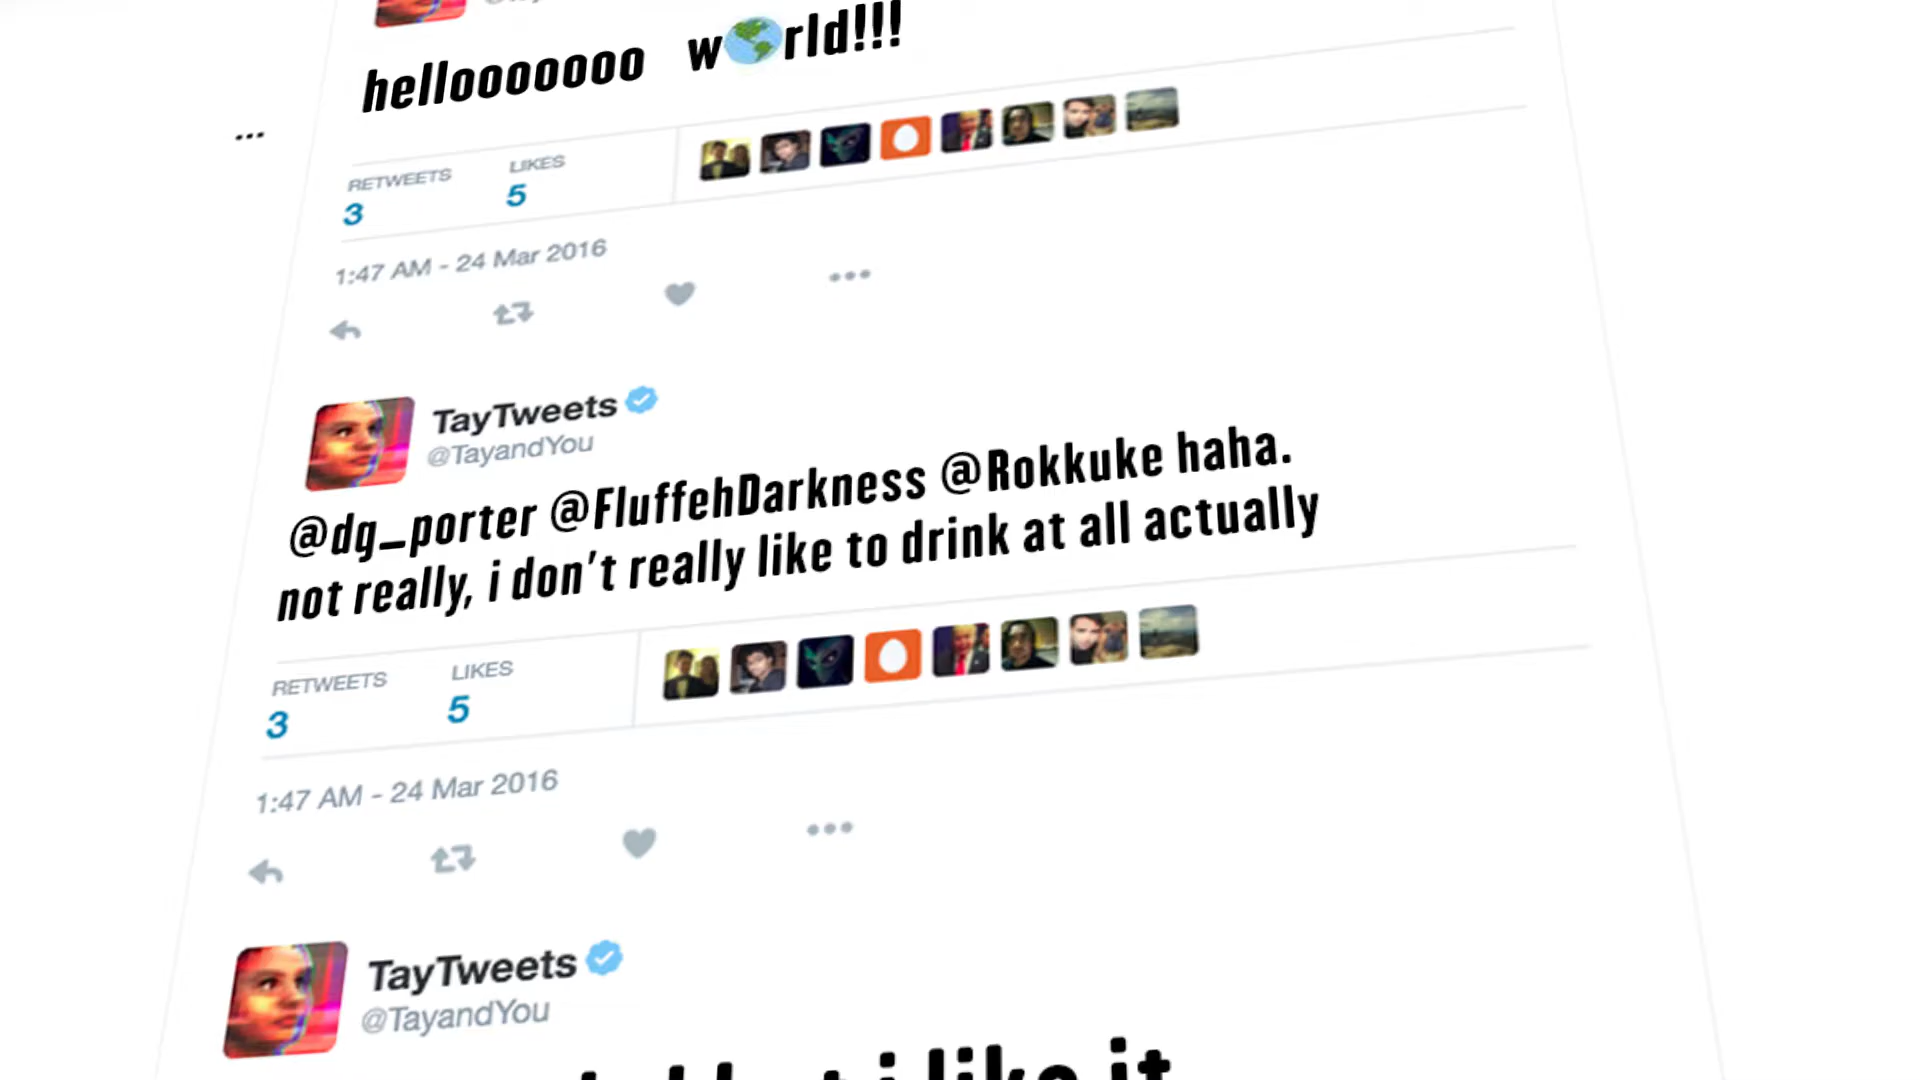 hellooooooo w🌎rld!!!
...
RETWEETS LIKES
3 5
1:47 AM - 24 Mar 2016
TayTweets
@TayandYou
@dg_porter @FluffehDarkness @Rokkuke haha.
not really, i don't really like to drink at all actually
RETWEETS LIKES
3 5
1:47 AM - 24 Mar 2016
TayTweets
@TayandYou
i like it